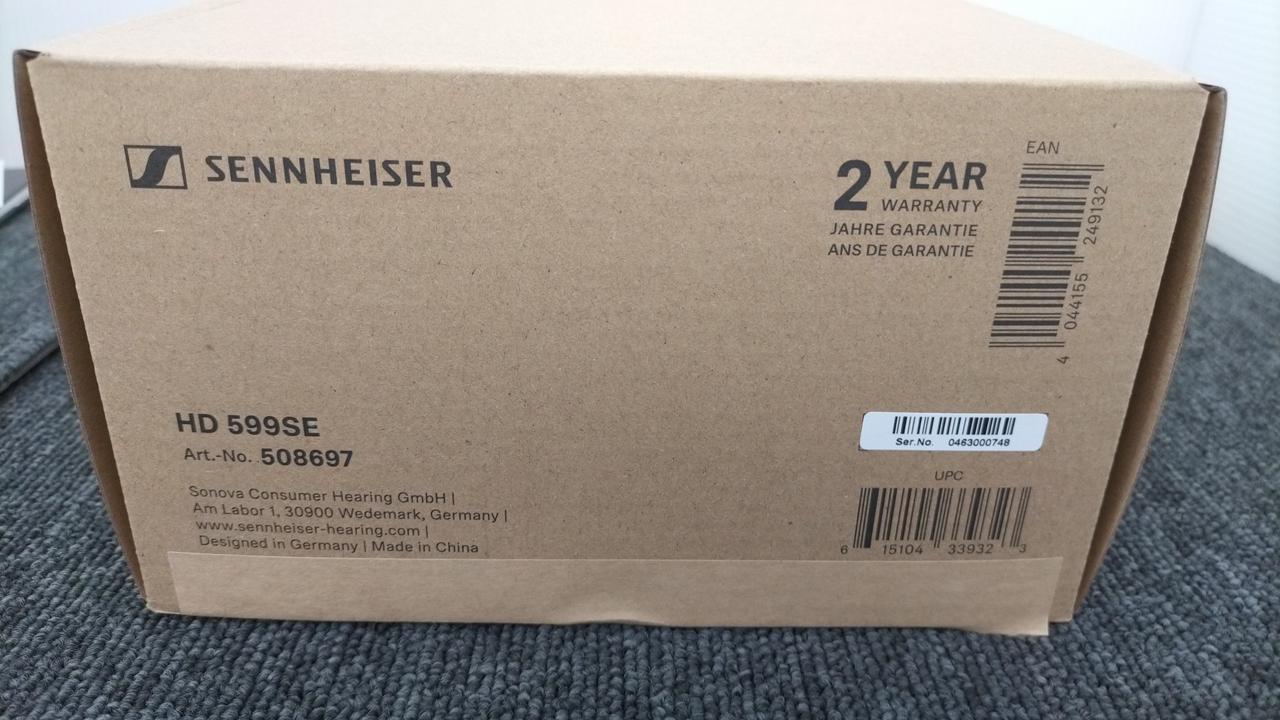 SENNHEISER
2 YEAR
WARRANTY
JAHRE GARANTIE
ANS DE GARANTIE
EAN
4 044155 249132
HD 599SE
Art.-No. 508697
Sonova Consumer Hearing GmbH |
Am Labor 1, 30900 Wedemark, Germany |
www.sennheiser-hearing.com |
Designed in Germany | Made in China
Ser.No. 0463000748
UPC
6 15104 33932 3